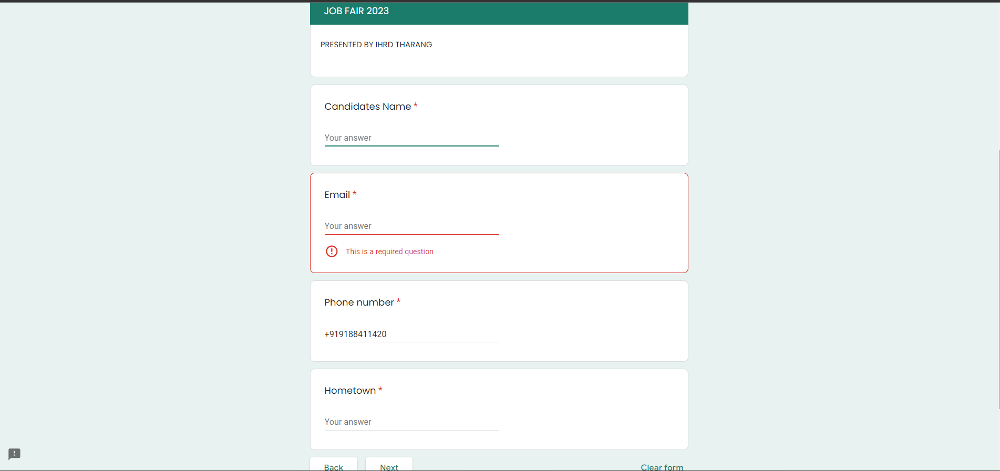 JOB FAIR 2023
PRESENTED BY IHRD THARANG
Candidates Name *
Your answer
Email *
Your answer
This is a required question
Phone number *
+919188411420
Hometown *
Your answer
Back Next Clear form